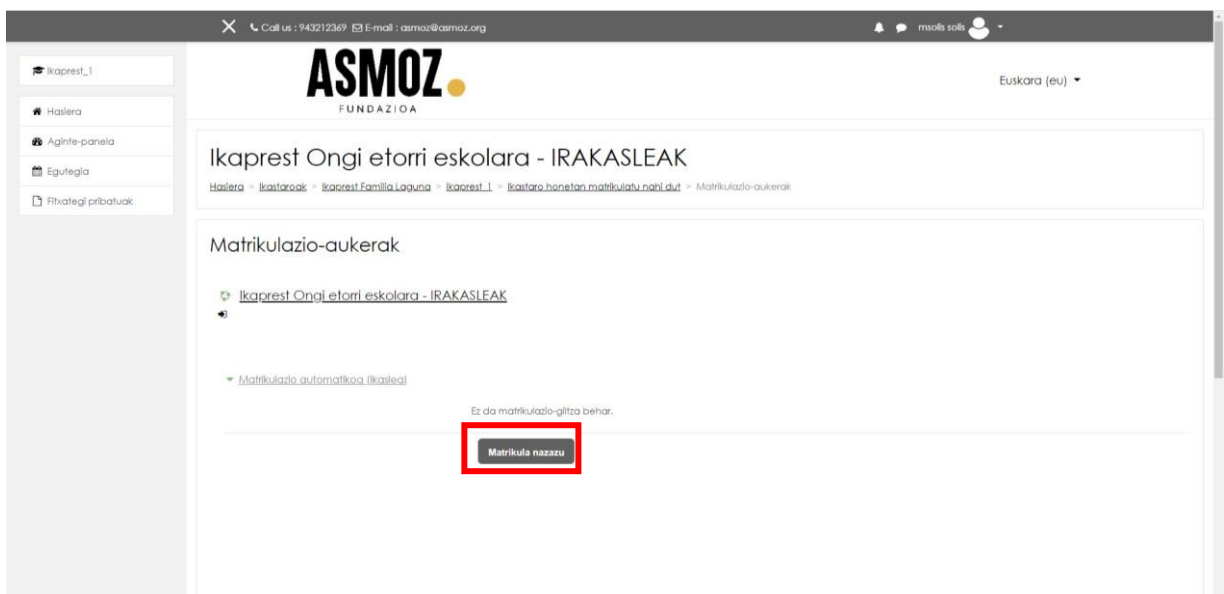 Call us : 943212369 E-mail : asmoz@asmoz.org
msolis solis
Ikaprest_1
Hasiera
Aginte-panela
Egutegia
Fitxategi pribatuak
ASMOZ.
FUNDAZIOA
Euskara (eu)
Ikaprest Ongi etorri eskolara - IRAKASLEAK
Hasiera > Ikastaroak > Ikaprest Familia Laguna > Ikaprest_1 > Ikastaro honetan matrikulatu nahi dut > Matrikulazio-aukerak
Matrikulazio-aukerak
Ikaprest Ongi etorri eskolara - IRAKASLEAK
Matrikulazio automatikoa (Ikaslea)
Ez da matrikulazio-giltza behar.
Matrikula nazazu